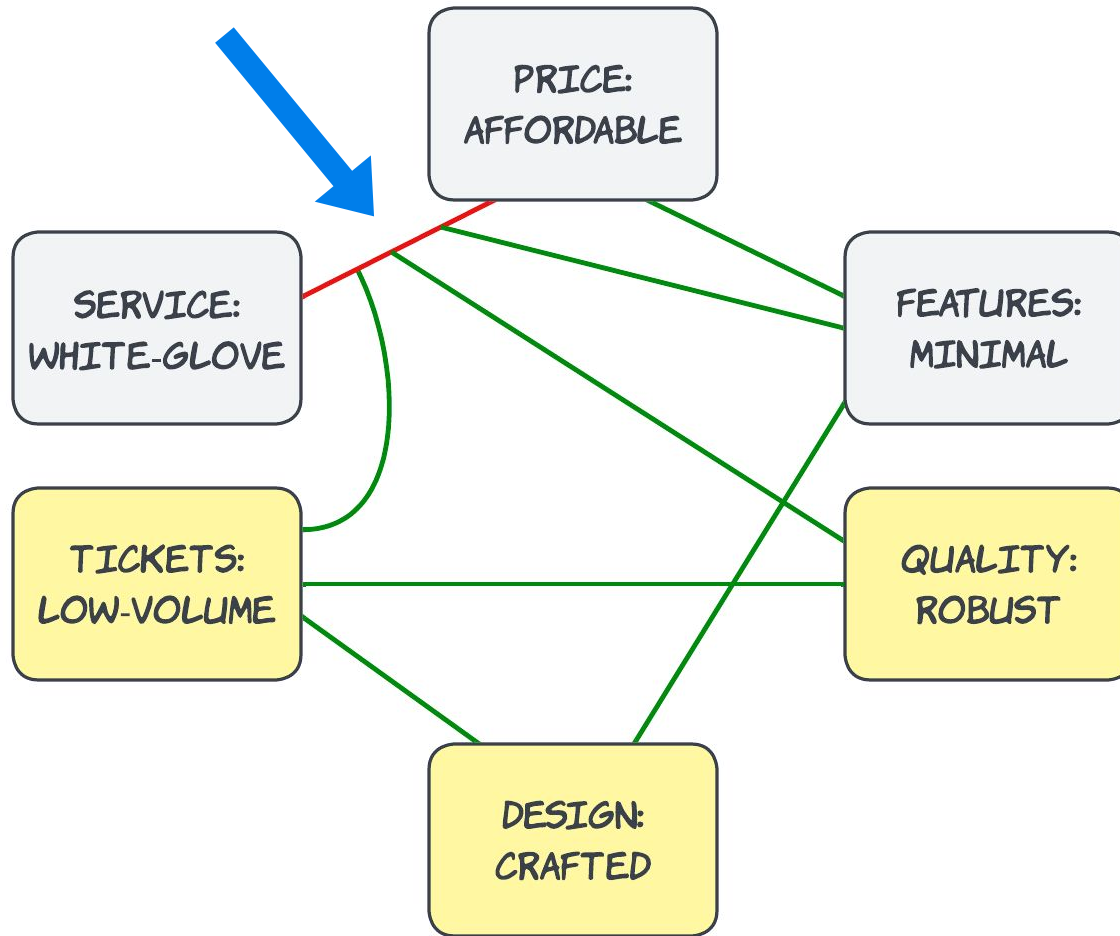 PRICE:
AFFORDABLE
SERVICE:
WHITE-GLOVE
FEATURES:
MINIMAL
TICKETS:
LOW-VOLUME
QUALITY:
ROBUST
DESIGN:
CRAFTED